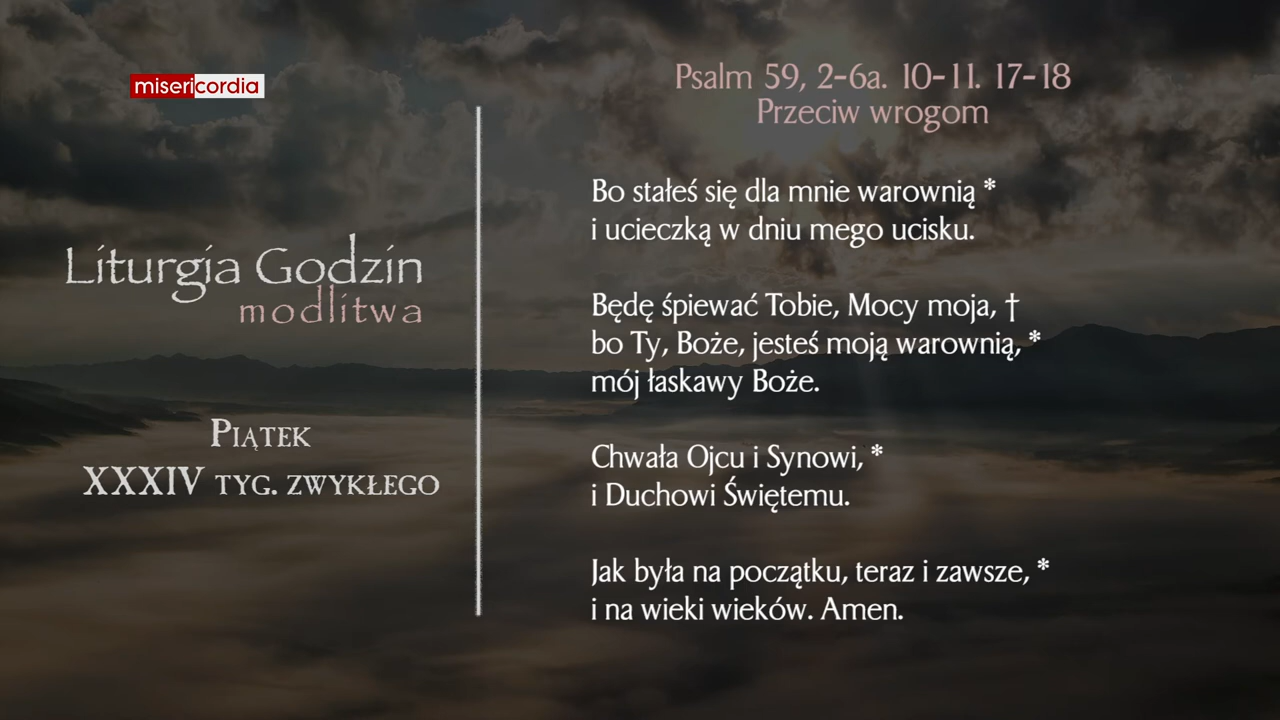 misericordia
Liturgia Godzin
modlitwa
Piątek
XXXIV tyg. zwykłego
Psalm 59, 2-6a. 10-11. 17-18
Przeciw wrogom
Bo stałeś się dla mnie warownią *
i ucieczką w dniu mego ucisku.
Będę śpiewać Tobie, Mocy moja, †
bo Ty, Boże, jesteś moją warownią, *
mój łaskawy Boże.
Chwała Ojcu i Synowi, *
i Duchowi Świętemu.
Jak była na początku, teraz i zawsze, *
i na wieki wieków. Amen.